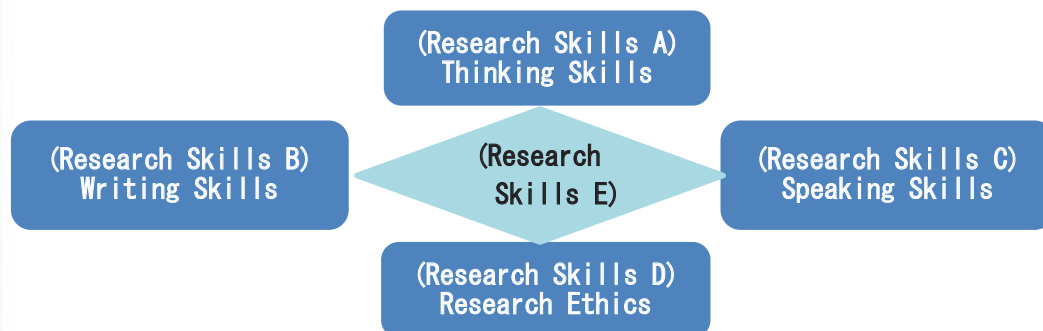 (Research Skills A)
Thinking Skills
(Research Skills B)
Writing Skills
(Research
Skills E)
(Research Skills C)
Speaking Skills
(Research Skills D)
Research Ethics